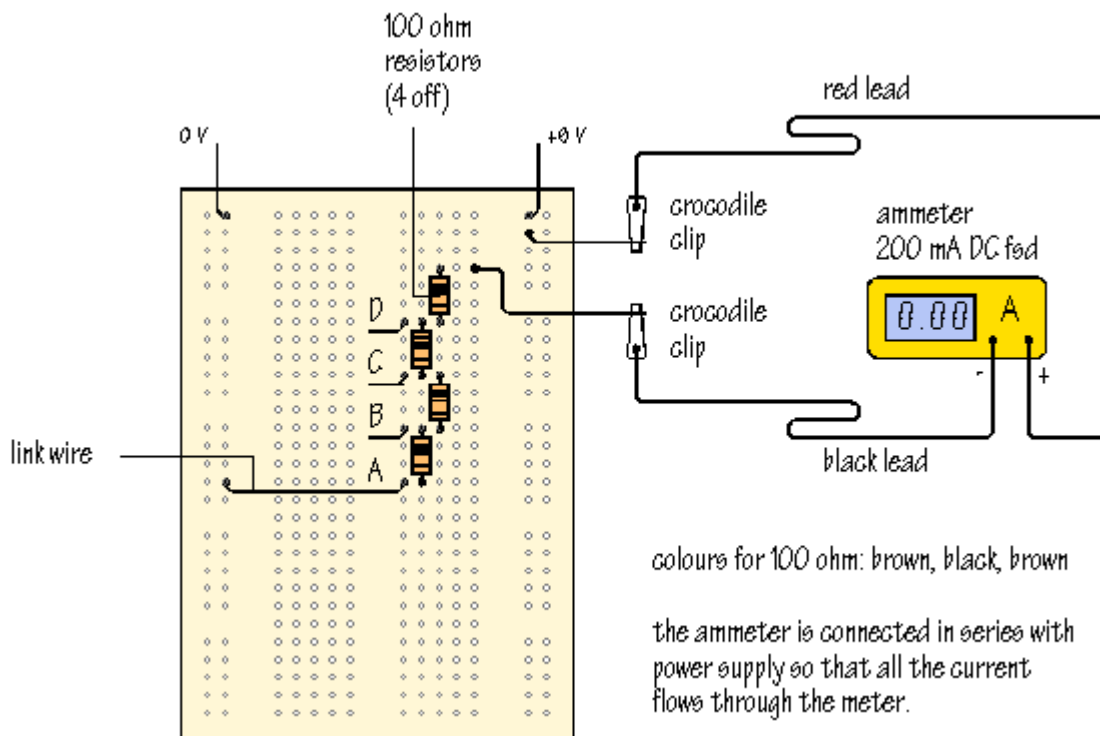 100 ohm
resistors
(4 off)
red lead
0 V
+0 V
crocodile
clip
ammeter
200 mA DC fsd
crocodile
clip
0.00
A
- +
D
C
B
A
link wire
black lead
colours for 100 ohm: brown, black, brown
the ammeter is connected in series with
power supply so that all the current
flows through the meter.